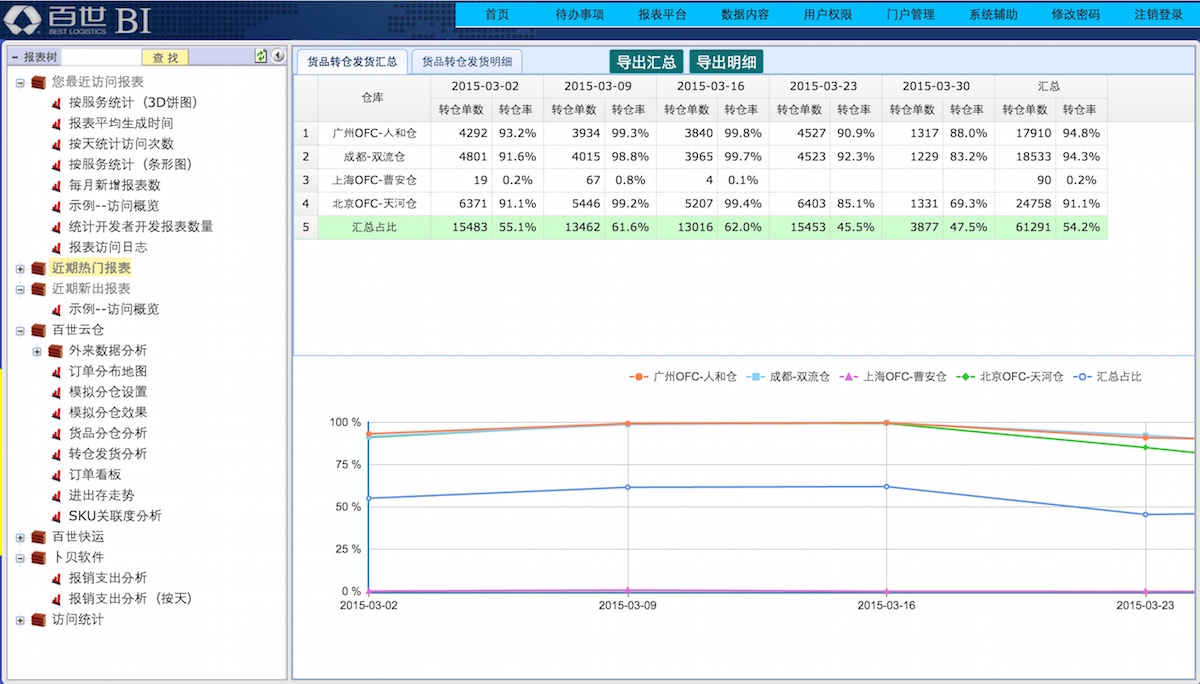 百世 BI
BEST LOGISTICS
首页 待办事项 报表平台 数据内容 用户权限 门户管理 系统辅助 修改密码 注销登录
报表树 查 找
您最近访问报表
按服务统计（3D饼图）
报表平均生成时间
按天统计访问次数
按服务统计（条形图）
每月新增报表数
示例--访问概览
统计开发者开发报表数量
报表访问日志
近期热门报表
近期新出报表
示例--访问概览
百世云仓
外来数据分析
订单分布地图
模拟分仓设置
模拟分仓效果
货品分仓分析
转仓发货分析
订单看板
进出存走势
SKU关联度分析
百世快运
卜贝软件
报销支出分析
报销支出分析（按天）
访问统计
货品转仓发货汇总 货品转仓发货明细 导出汇总 导出明细
仓库 2015-03-02 2015-03-09 2015-03-16 2015-03-23 2015-03-30 汇总
转仓单数 转仓率 转仓单数 转仓率 转仓单数 转仓率 转仓单数 转仓率 转仓单数 转仓率 转仓单数 转仓率
1 广州OFC-人和仓 4292 93.2% 3934 99.3% 3840 99.8% 4527 90.9% 1317 88.0% 17910 94.8%
2 成都-双流仓 4801 91.6% 4015 98.8% 3965 99.7% 4523 92.3% 1229 83.2% 18533 94.3%
3 上海OFC-曹安仓 19 0.2% 67 0.8% 4 0.1% 90 0.2%
4 北京OFC-天河仓 6371 91.1% 5446 99.2% 5207 99.4% 6403 85.1% 1331 69.3% 24758 91.1%
5 汇总占比 15483 55.1% 13462 61.6% 13016 62.0% 15453 45.5% 3877 47.5% 61291 54.2%
广州OFC-人和仓 成都-双流仓 上海OFC-曹安仓 北京OFC-天河仓 汇总占比
100 %
75 %
50 %
25 %
0 %
2015-03-02 2015-03-09 2015-03-16 2015-03-23